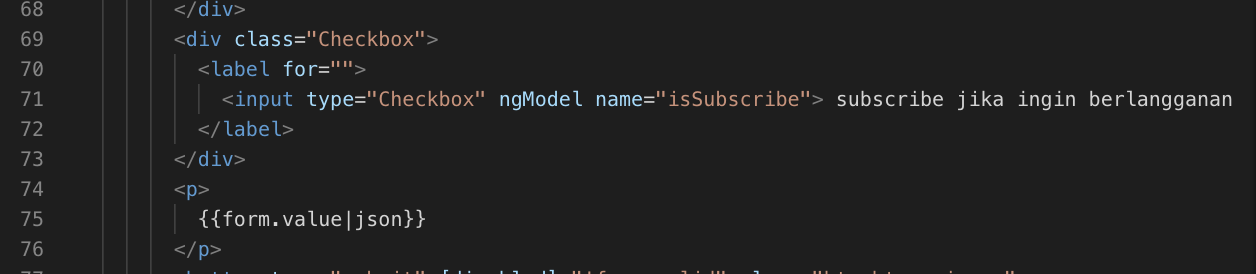 68 </div>
69 <div class="Checkbox">
70 <label for="">
71 <input type="Checkbox" ngModel name="isSubscribe"> subscribe jika ingin berlangganan
72 </label>
73 </div>
74 <p>
75 {{form.value|json}}
76 </p>